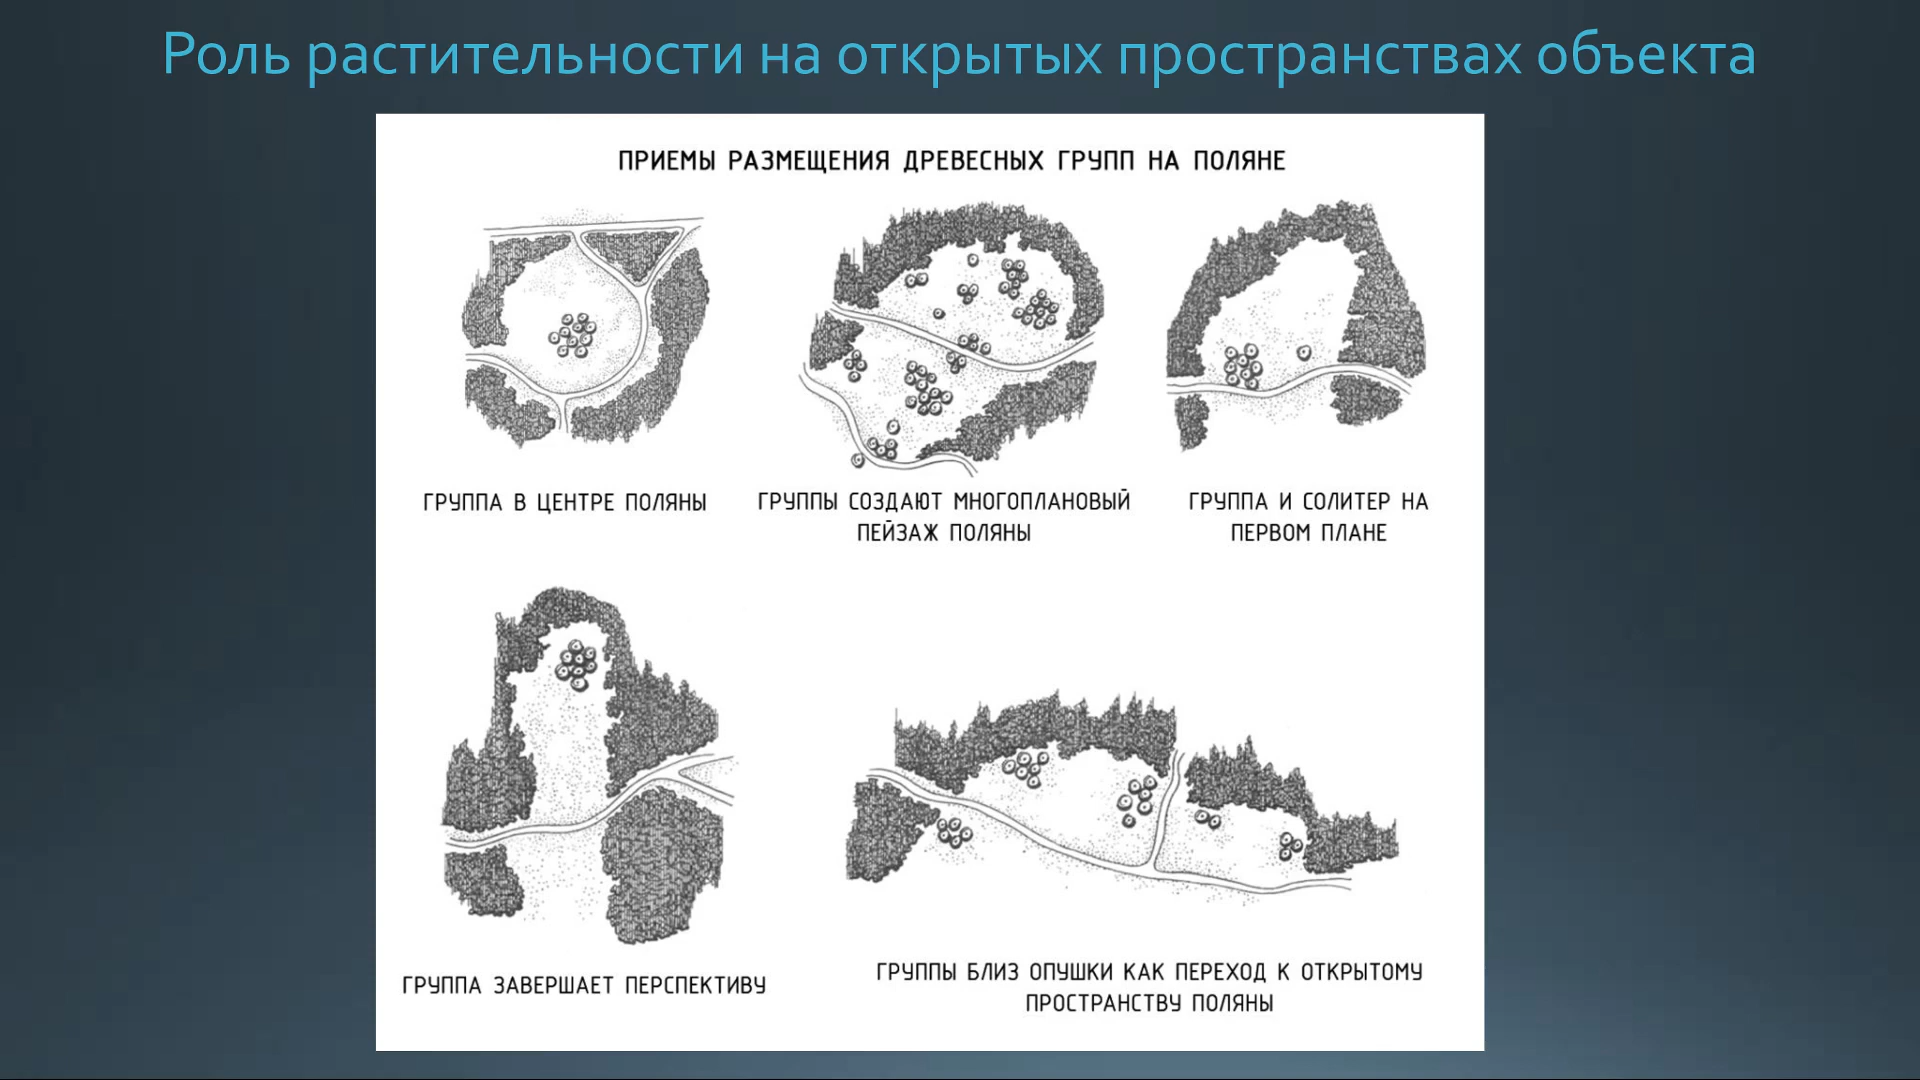 Роль растительности на открытых пространствах объекта
ПРИЕМЫ РАЗМЕЩЕНИЯ ДРЕВЕСНЫХ ГРУПП НА ПОЛЯНЕ
ГРУППА В ЦЕНТРЕ ПОЛЯНЫ
ГРУППЫ СОЗДАЮТ МНОГОПЛАНОВЫЙ
ПЕЙЗАЖ ПОЛЯНЫ
ГРУППА И СОЛИТЕР НА
ПЕРВОМ ПЛАНЕ
ГРУППА ЗАВЕРШАЕТ ПЕРСПЕКТИВУ
ГРУППЫ БЛИЗ ОПУШКИ КАК ПЕРЕХОД К ОТКРЫТОМУ
ПРОСТРАНСТВУ ПОЛЯНЫ